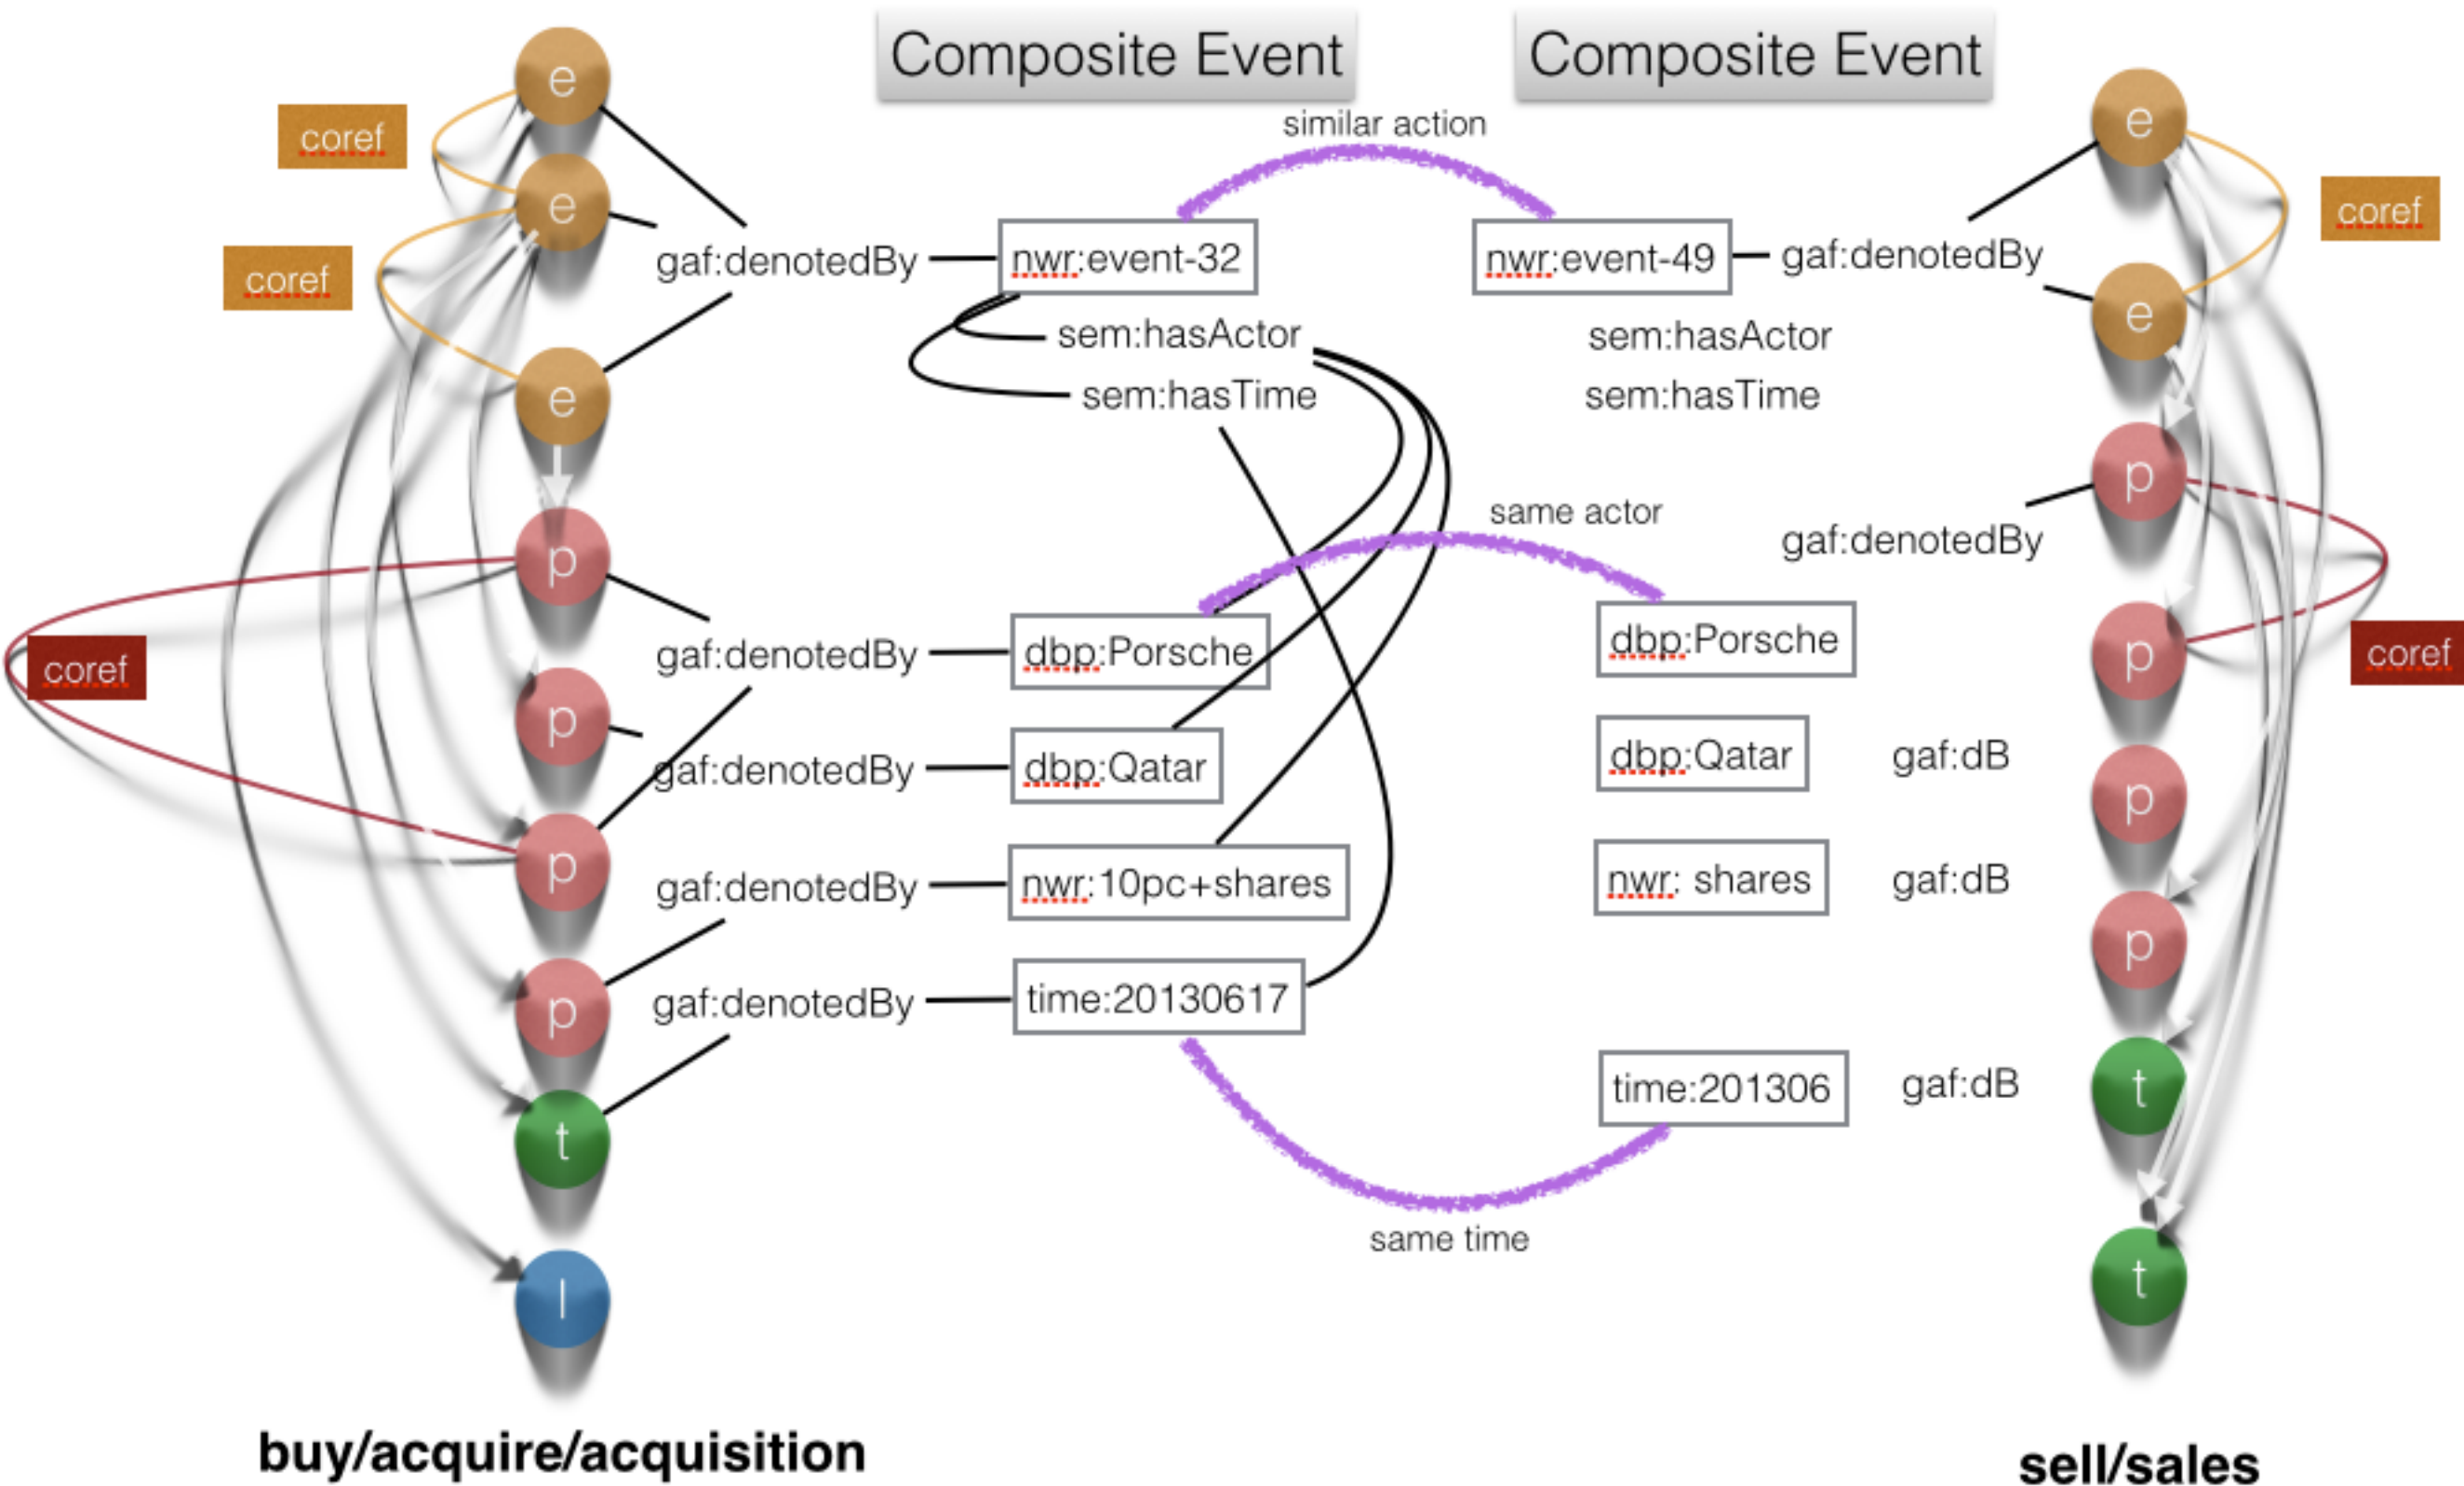 Composite Event
Composite Event
e
e
coref
similar action
e
e
coref
coref
gaf:denotedBy
nwr:event-32
nwr:event-49
gaf:denotedBy
e
sem:hasActor
sem:hasActor
e
sem:hasTime
sem:hasTime
p
same actor
gaf:denotedBy
p
coref
gaf:denotedBy
dbp:Porsche
dbp:Porsche
p
coref
p
gaf:denotedBy
dbp:Qatar
dbp:Qatar
gaf:dB
p
p
gaf:denotedBy
nwr:10pc+shares
nwr: shares
gaf:dB
p
p
gaf:denotedBy
time:20130617
time:201306
gaf:dB
t
t
same time
l
t
buy/acquire/acquisition
sell/sales